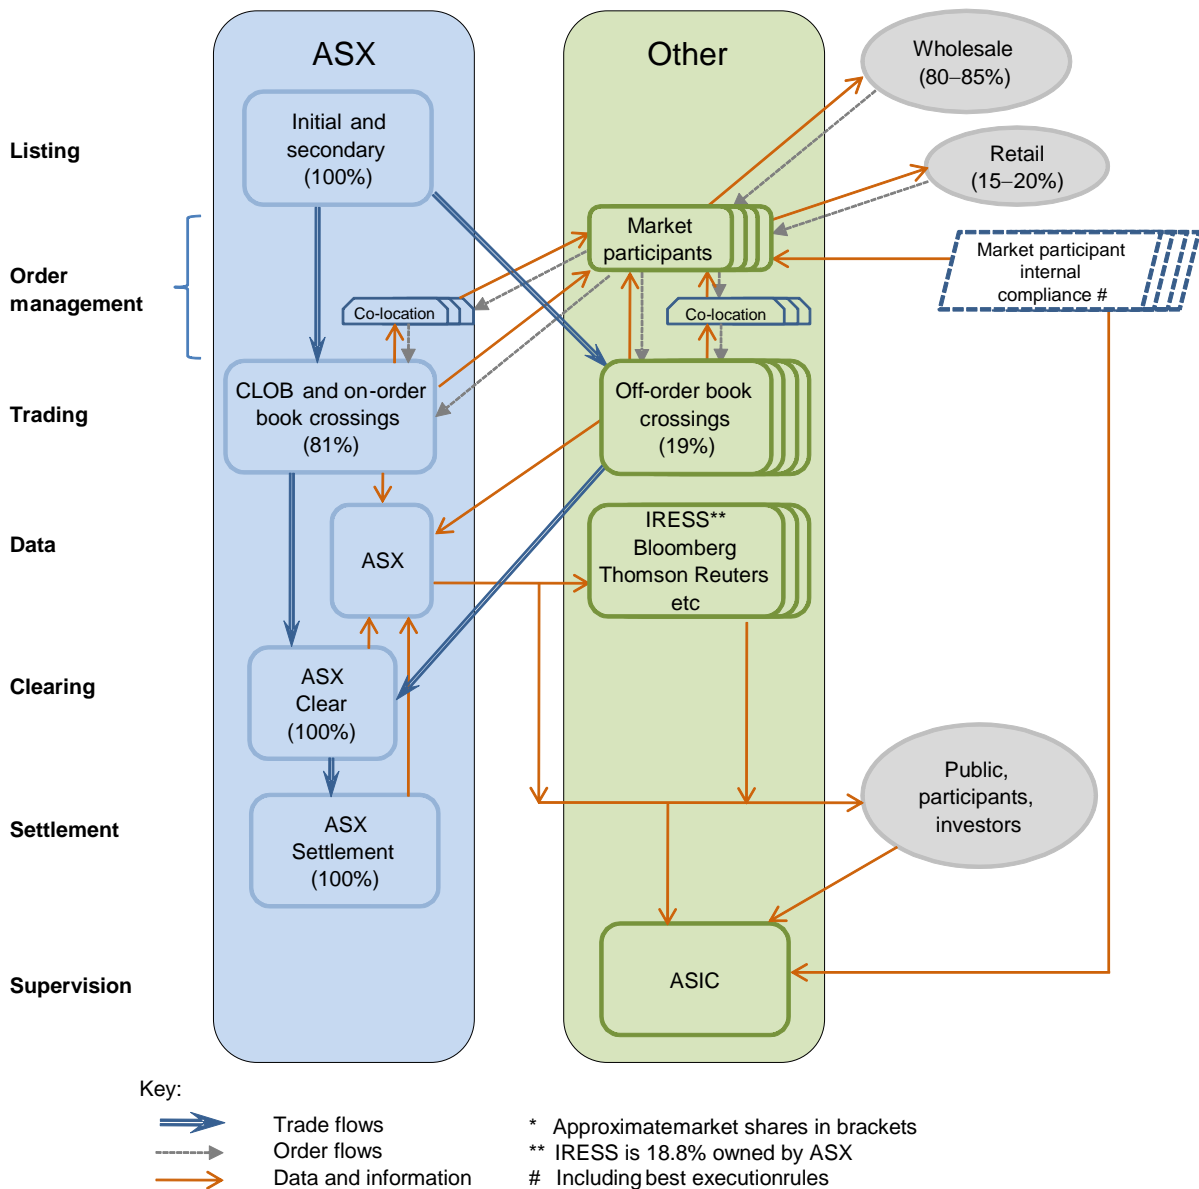 ASX
Other
Wholesale
(80–85%)
Initial and
secondary
(100%)
Listing
Retail
(15–20%)
Market
participants
Market participant
internal
compliance #
Order
management
Co-location
Co-location
CLOB and on-order
book crossings
(81%)
Off-order book
crossings
(19%)
Trading
IRESS**
Bloomberg
Thomson Reuters
etc
Data
ASX
ASX
Clear
(100%)
Clearing
Public,
participants,
investors
Settlement
ASX
Settlement
(100%)
Supervision
ASIC
Key:
Trade flows
Order flows
Data and information
* Approximatemarket shares in brackets
** IRESS is 18.8% owned by ASX
# Including best executionrules